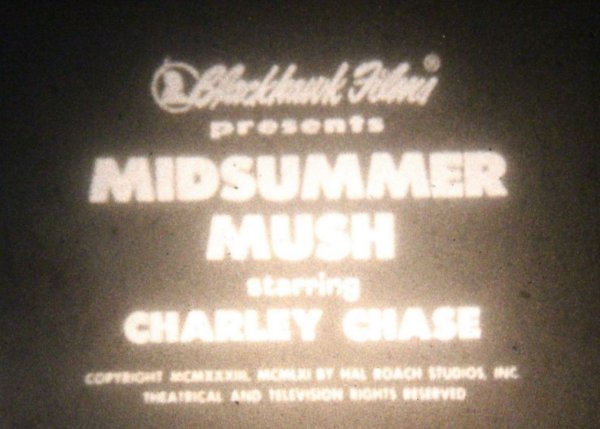 Blackhawk Films®
presents
MIDSUMMER
MUSH
starring
CHARLEY CHASE
COPYRIGHT MCMXXXIII, MCMLXI BY HAL ROACH STUDIOS, INC.
THEATRICAL AND TELEVISION RIGHTS RESERVED